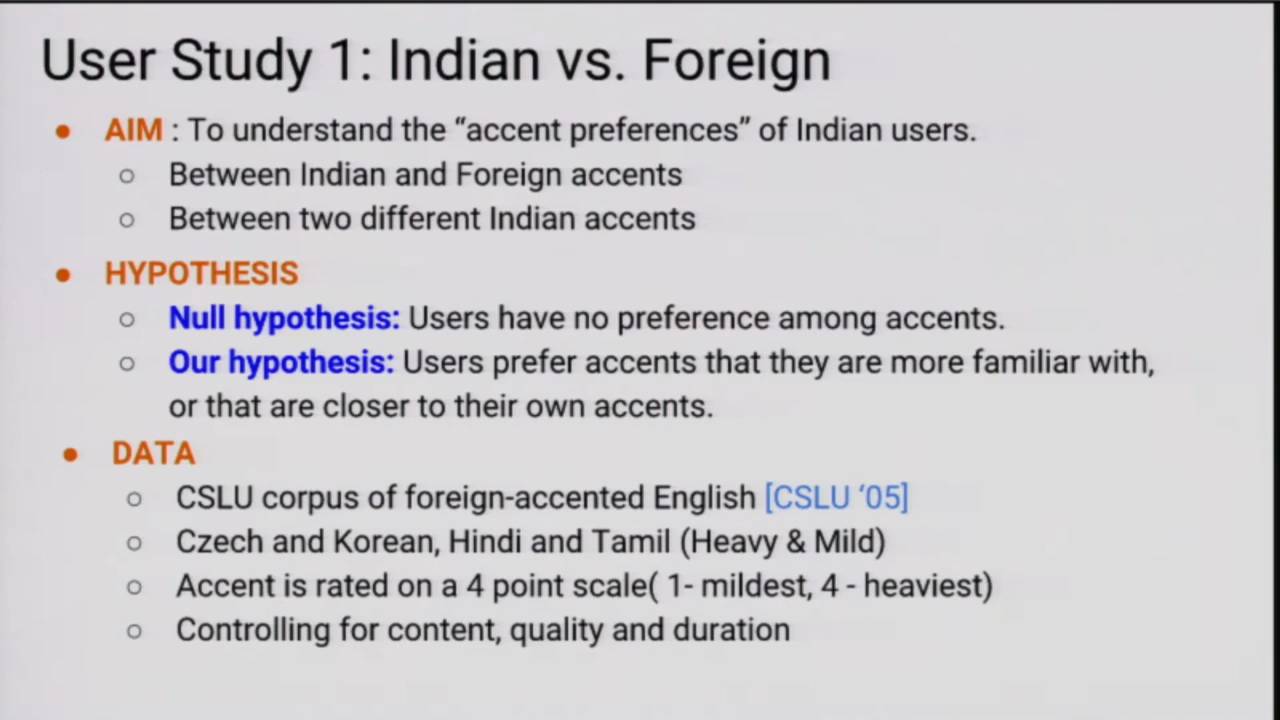 User Study 1: Indian vs. Foreign
● AIM : To understand the “accent preferences” of Indian users.
○ Between Indian and Foreign accents
○ Between two different Indian accents
● HYPOTHESIS
○ Null hypothesis: Users have no preference among accents.
○ Our hypothesis: Users prefer accents that they are more familiar with,
or that are closer to their own accents.
● DATA
○ CSLU corpus of foreign-accented English [CSLU ‘05]
○ Czech and Korean, Hindi and Tamil (Heavy & Mild)
○ Accent is rated on a 4 point scale( 1- mildest, 4 - heaviest)
○ Controlling for content, quality and duration